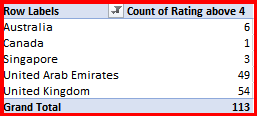 Row Labels Count of Rating above 4
Australia 6
Canada 1
Singapore 3
United Arab Emirates 49
United Kingdom 54
Grand Total 113